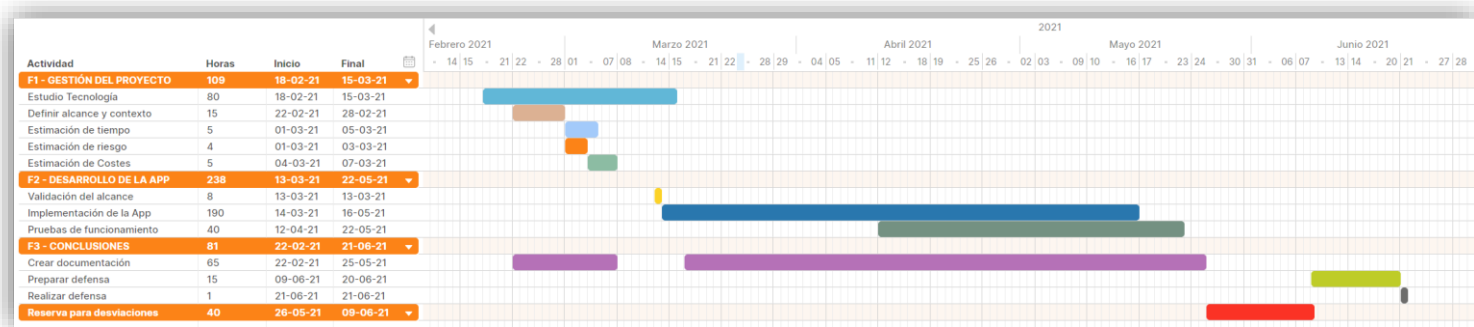 2021
Febrero 2021 Marzo 2021 Abril 2021 Mayo 2021 Junio 2021
Actividad Horas Inicio Final - 14 15 - 21 22 - 28 01 - 07 08 - 14 15 - 21 22 - 28 29 - 04 05 - 11 12 - 18 19 - 25 26 - 02 03 - 09 10 - 16 17 - 23 24 - 30 31 - 06 07 - 13 14 - 20 21 - 27 28
F1 - GESTIÓN DEL PROYECTO 109 18-02-21 15-03-21
Estudio Tecnología 80 18-02-21 15-03-21
Definir alcance y contexto 15 22-02-21 28-02-21
Estimación de tiempo 5 01-03-21 05-03-21
Estimación de riesgo 4 01-03-21 03-03-21
Estimación de Costes 5 04-03-21 07-03-21
F2 - DESARROLLO DE LA APP 238 13-03-21 22-05-21
Validación del alcance 8 13-03-21 13-03-21
Implementación de la App 190 14-03-21 16-05-21
Pruebas de funcionamiento 40 12-04-21 22-05-21
F3 - CONCLUSIONES 81 22-02-21 21-06-21
Crear documentación 65 22-02-21 25-05-21
Preparar defensa 15 09-06-21 20-06-21
Realizar defensa 1 21-06-21 21-06-21
Reserva para desviaciones 40 26-05-21 09-06-21